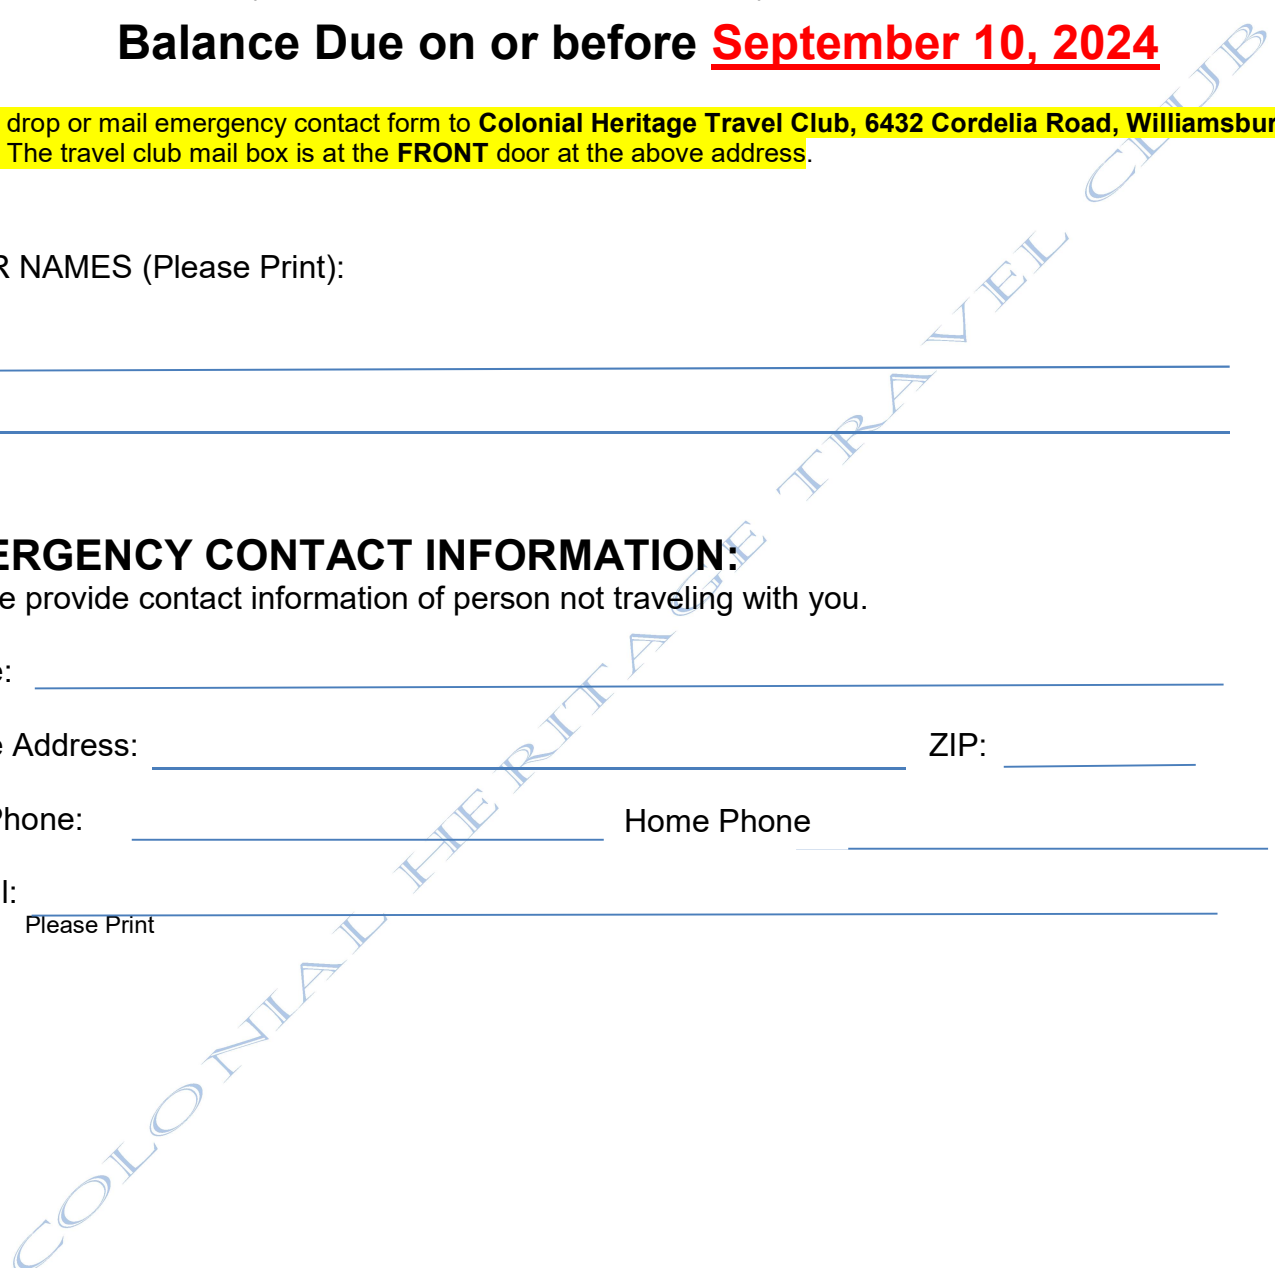 Balance Due on or before September 10, 2024
drop or mail emergency contact form to Colonial Heritage Travel Club, 6432 Cordelia Road, Williamsbur
The travel club mail box is at the FRONT door at the above address.
R NAMES (Please Print):
ERGENCY CONTACT INFORMATION:
e provide contact information of person not traveling with you.
e:
e Address: ZIP:
Phone: Home Phone
l:
Please Print
COLONIAL HERITAGE TRAVEL CLUB